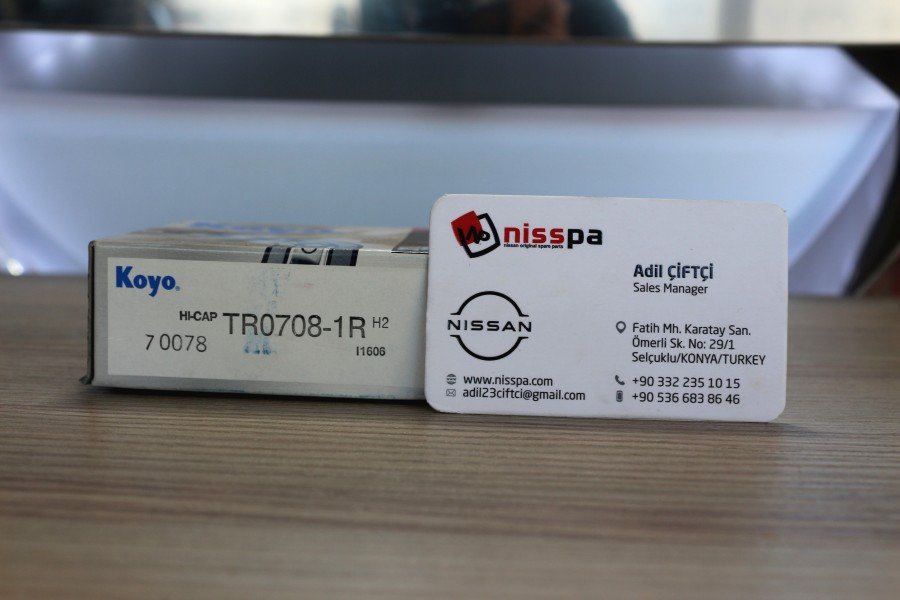 Koyo.
HI-CAP TR0708-1R H2
70078
I1606
nisspa
nissan original spare parts
Adil ÇİFTÇİ
Sales Manager
NISSAN
Fatih Mh. Karatay San.
Ömerli Sk. No: 29/1
Selçuklu/KONYA/TURKEY
www.nisspa.com
adil23ciftci@gmail.com
+90 332 235 10 15
+90 536 683 86 46